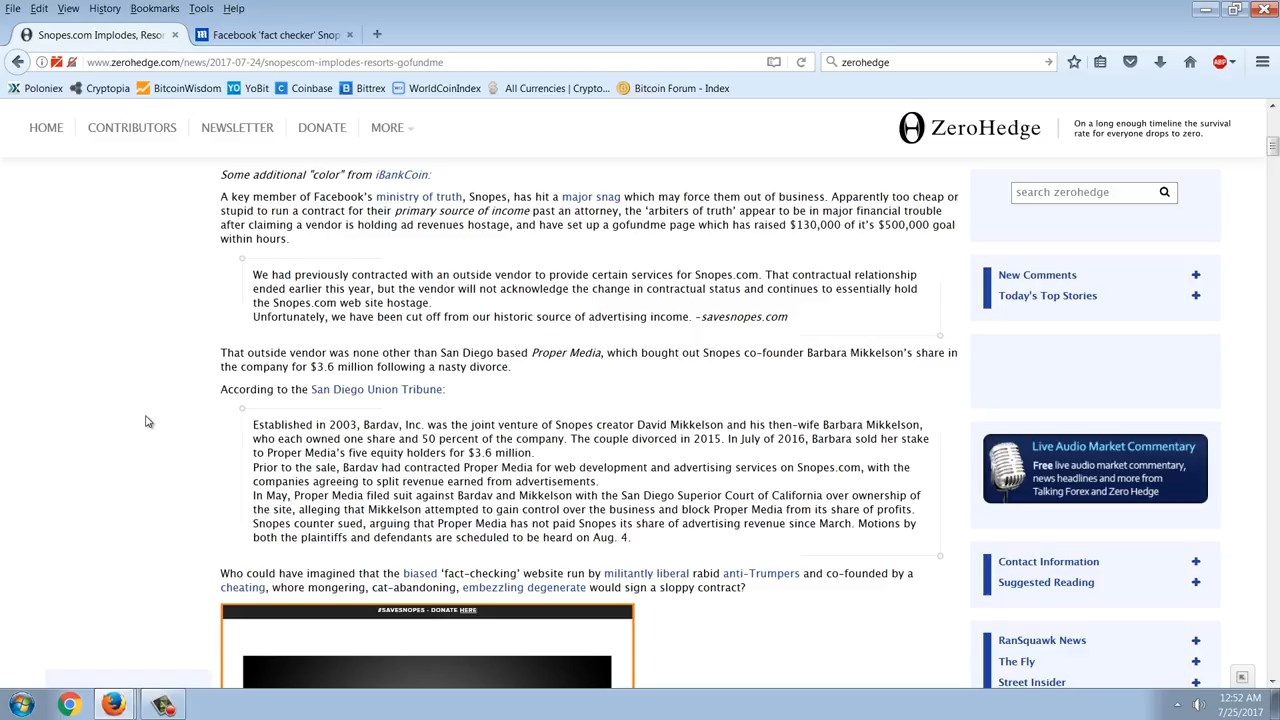 File Edit View History Bookmarks Tools Help
Snopes.com Implodes, Resor × Facebook 'fact checker' Snop × +
www.zerohedge.com/news/2017-07-24/snopescom-implodes-resorts-gofundme zerohedge ABP
Poloniex Cryptopia BitcoinWisdom YO YoBit C Coinbase B Bittrex WorldCoinIndex All Currencies | Crypto... Bitcoin Forum - Index
HOME CONTRIBUTORS NEWSLETTER DONATE MORE
ZeroHedge
On a long enough timeline the survival
rate for everyone drops to zero.
Some additional "color" from iBankCoin:
A key member of Facebook's ministry of truth, Snopes, has hit a major snag which may force them out of business. Apparently too cheap or
stupid to run a contract for their primary source of income past an attorney, the 'arbiters of truth' appear to be in major financial trouble
after claiming a vendor is holding ad revenues hostage, and have set up a gofundme page which has raised $130,000 of it's $500,000 goal
within hours.
We had previously contracted with an outside vendor to provide certain services for Snopes.com. That contractual relationship
ended earlier this year, but the vendor will not acknowledge the change in contractual status and continues to essentially hold
the Snopes.com web site hostage.
Unfortunately, we have been cut off from our historic source of advertising income. -savesnopes.com
That outside vendor was none other than San Diego based Proper Media, which bought out Snopes co-founder Barbara Mikkelson's share in
the company for $3.6 million following a nasty divorce.
According to the San Diego Union Tribune:
Established in 2003, Bardav, Inc. was the joint venture of Snopes creator David Mikkelson and his then-wife Barbara Mikkelson,
who each owned one share and 50 percent of the company. The couple divorced in 2015. In July of 2016, Barbara sold her stake
to Proper Media's five equity holders for $3.6 million.
Prior to the sale, Bardav had contracted Proper Media for web development and advertising services on Snopes.com, with the
companies agreeing to split revenue earned from advertisements.
In May, Proper Media filed suit against Bardav and Mikkelson with the San Diego Superior Court of California over ownership of
the site, alleging that Mikkelson attempted to gain control over the business and block Proper Media from its share of profits.
Snopes counter sued, arguing that Proper Media has not paid Snopes its share of advertising revenue since March. Motions by
both the plaintiffs and defendants are scheduled to be heard on Aug. 4.
Who could have imagined that the biased 'fact-checking' website run by militantly liberal rabid anti-Trumpers and co-founded by a
cheating, whore mongering, cat-abandoning, embezzling degenerate would sign a sloppy contract?
#SAVESNOPES - DONATE HERE
search zerohedge
New Comments +
Today's Top Stories +
Live Audio Market Commentary
Free live audio market commentary,
news headlines and more from
Talking Forex and Zero Hedge
Contact Information +
Suggested Reading +
RanSquawk News +
The Fly +
Street Insider +
12:52 AM
7/25/2017